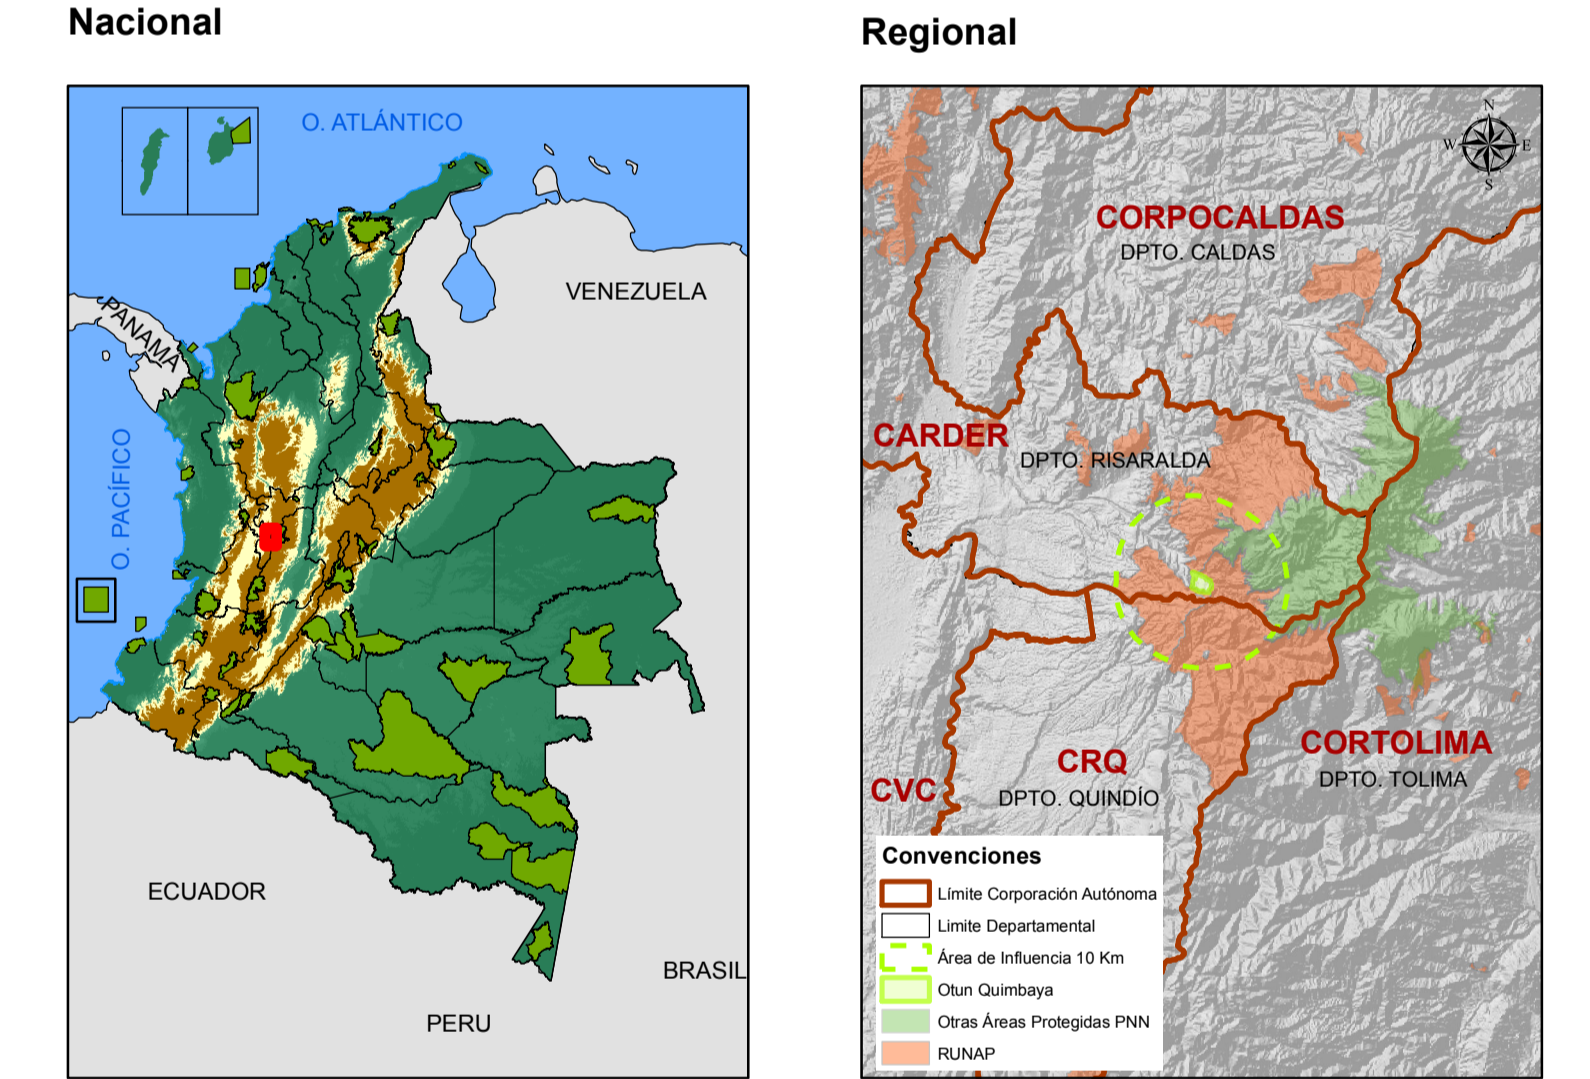 Nacional
O. ATLÁNTICO
PANAMÁ
VENEZUELA
O. PACÍFICO
ECUADOR
BRASIL
PERU
Regional
N
W E
S
CORPOCALDAS
DPTO. CALDAS
CARDER
DPTO. RISARALDA
CORTOLIMA
DPTO. TOLIMA
CRQ
DPTO. QUINDÍO
CVC
Convenciones
Límite Corporación Autónoma
Limite Departamental
Área de Influencia 10 Km
Otun Quimbaya
Otras Áreas Protegidas PNN
RUNAP